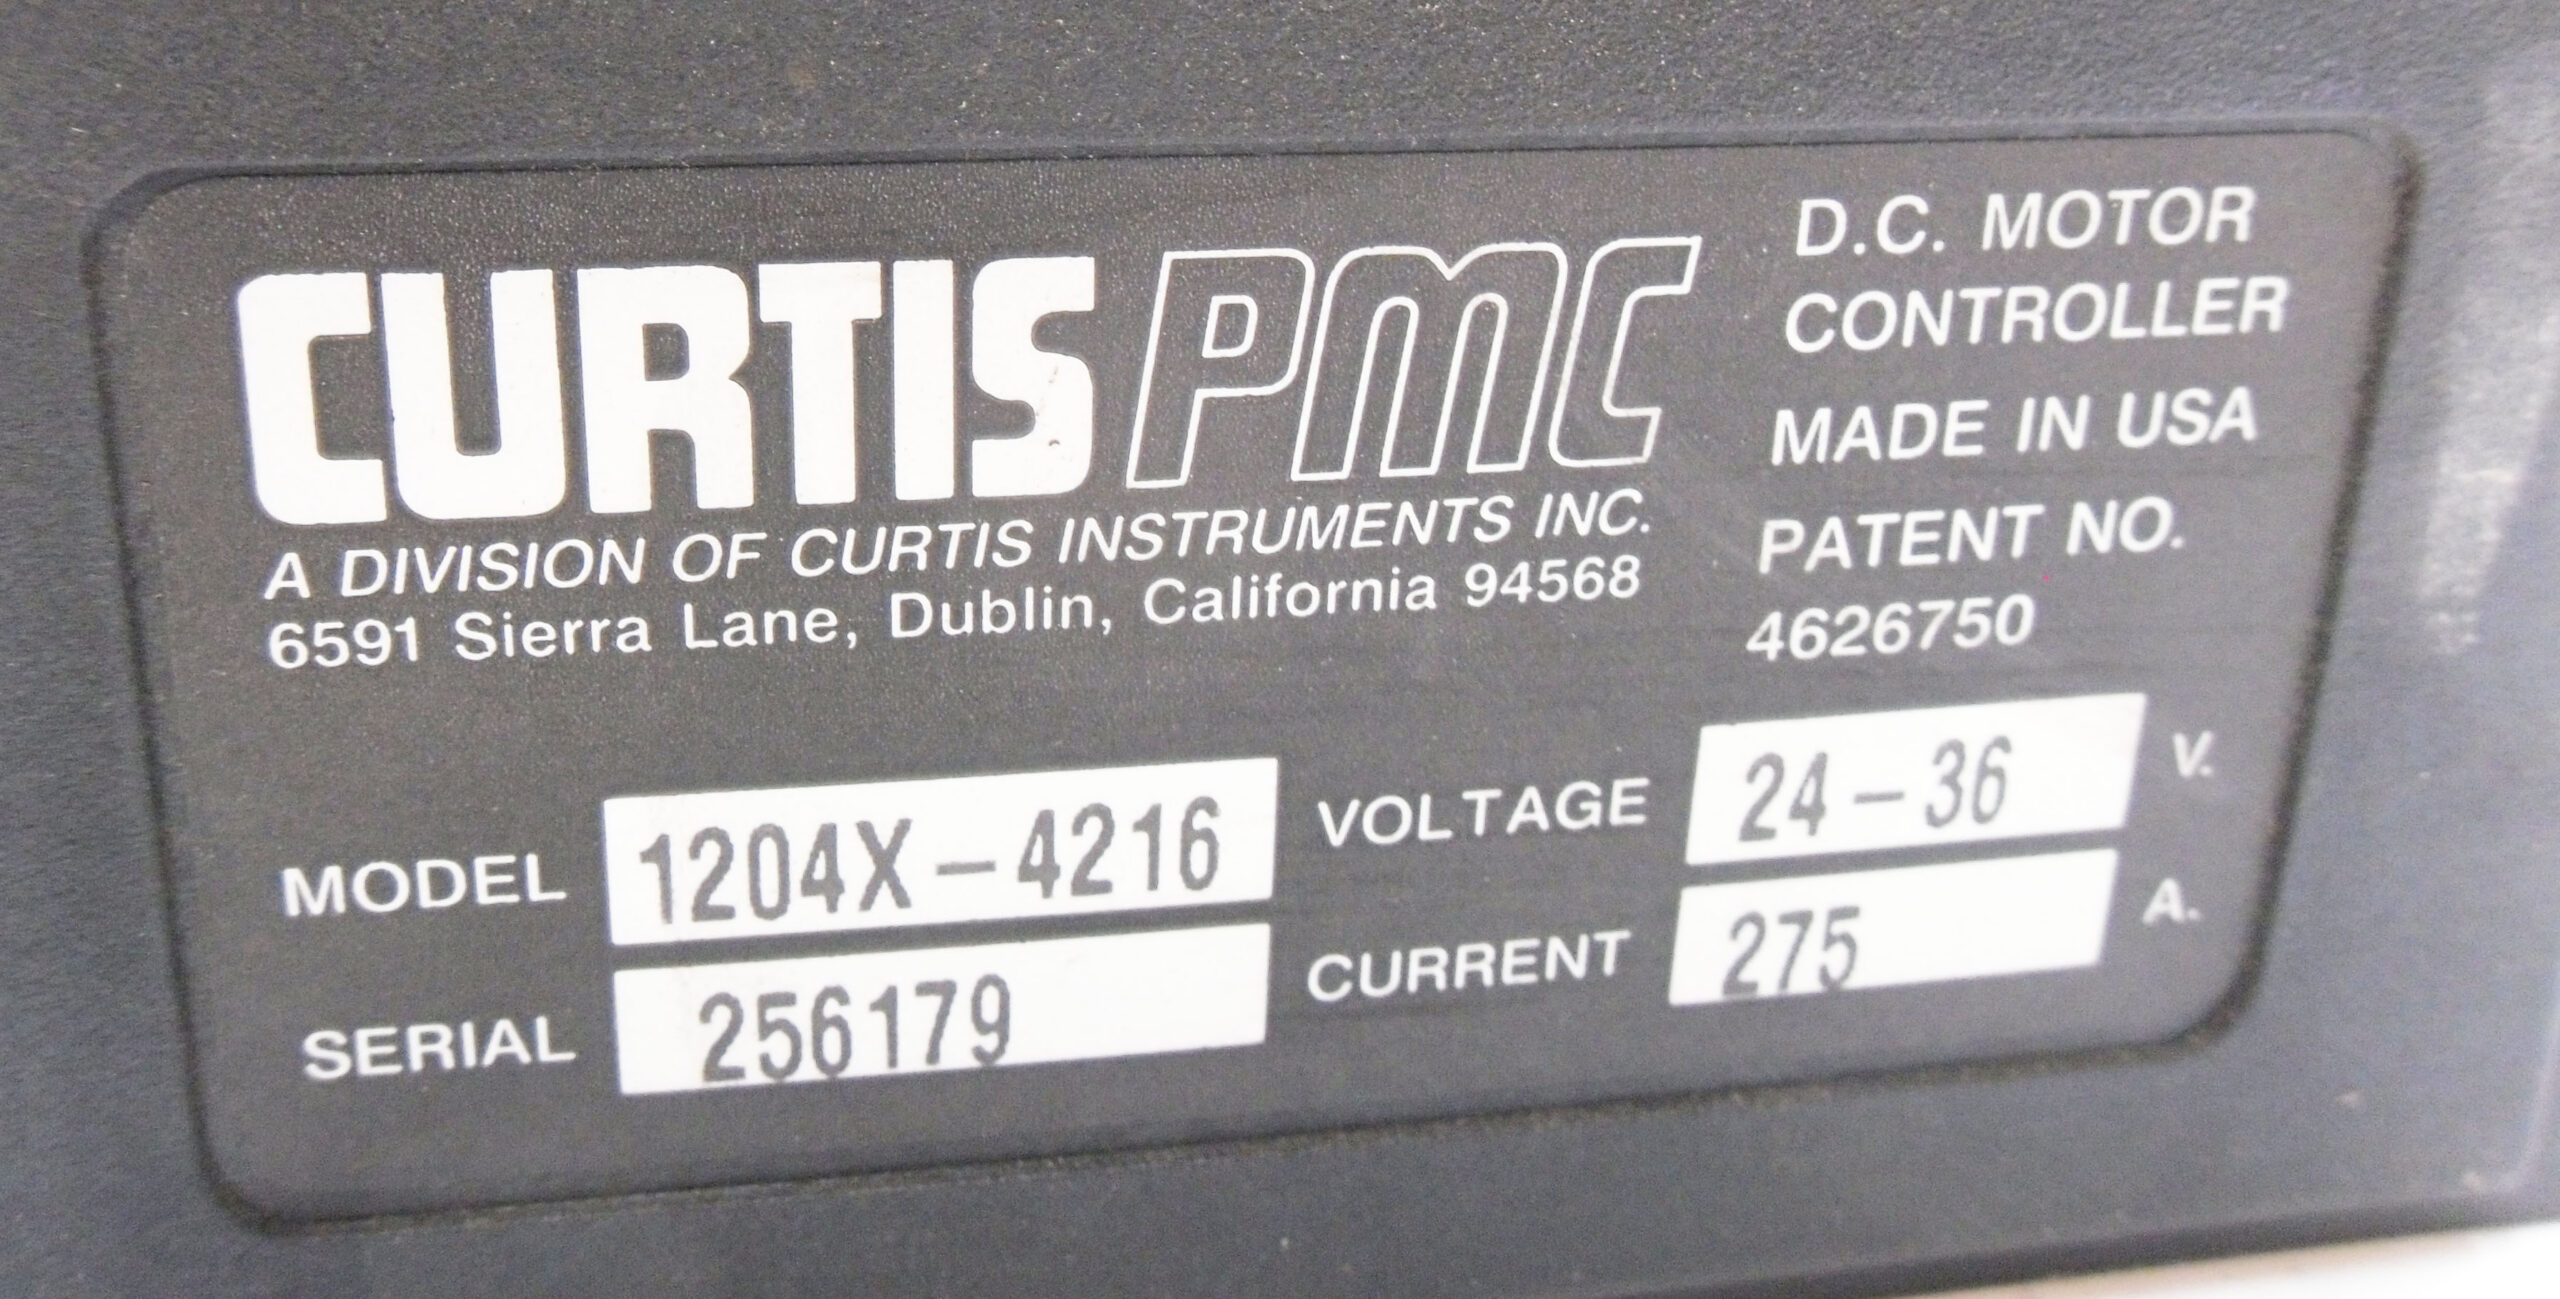 CURTIS PMC
A DIVISION OF CURTIS INSTRUMENTS INC.
6591 Sierra Lane, Dublin, California 94568
D.C. MOTOR
CONTROLLER
MADE IN USA
PATENT NO.
4626750
MODEL 1204X-4216
SERIAL 256179
VOLTAGE 24-36 V.
CURRENT 275 A.